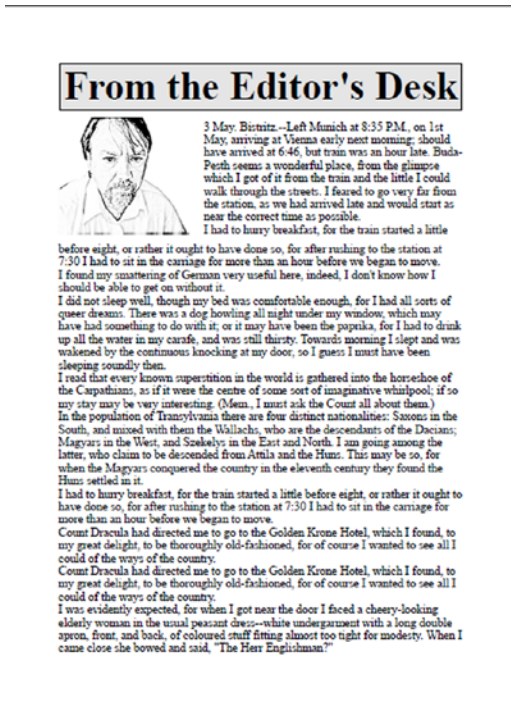 From the Editor's Desk
3 May. Bistritz.--Left Munich at 8:35 P.M., on 1st
May, arriving at Vienna early next morning; should
have arrived at 6:46, but train was an hour late. Buda-
Pesth seems a wonderful place, from the glimpse
which I got of it from the train and the little I could
walk through the streets. I feared to go very far from
the station, as we had arrived late and would start as
near the correct time as possible.
I had to hurry breakfast, for the train started a little
before eight, or rather it ought to have done so, for after rushing to the station at
7:30 I had to sit in the carriage for more than an hour before we began to move.
I found my smattering of German very useful here, indeed, I don't know how I
should be able to get on without it.
I did not sleep well, though my bed was comfortable enough, for I had all sorts of
queer dreams. There was a dog howling all night under my window, which may
have had something to do with it; or it may have been the paprika, for I had to drink
up all the water in my carafe, and was still thirsty. Towards morning I slept and was
wakened by the continuous knocking at my door, so I guess I must have been
sleeping soundly then.
I read that every known superstition in the world is gathered into the horseshoe of
the Carpathians, as if it were the centre of some sort of imaginative whirlpool; if so
my stay may be very interesting. (Mem., I must ask the Count all about them.)
In the population of Transylvania there are four distinct nationalities: Saxons in the
South, and mixed with them the Wallachs, who are the descendants of the Dacians;
Magyars in the West, and Szekelys in the East and North. I am going among the
latter, who claim to be descended from Attila and the Huns. This may be so, for
when the Magyars conquered the country in the eleventh century they found the
Huns settled in it.
I had to hurry breakfast, for the train started a little before eight, or rather it ought to
have done so, for after rushing to the station at 7:30 I had to sit in the carriage for
more than an hour before we began to move.
Count Dracula had directed me to go to the Golden Krone Hotel, which I found, to
my great delight, to be thoroughly old-fashioned, for of course I wanted to see all I
could of the ways of the country.
Count Dracula had directed me to go to the Golden Krone Hotel, which I found, to
my great delight, to be thoroughly old-fashioned, for of course I wanted to see all I
could of the ways of the country.
I was evidently expected, for when I got near the door I faced a cheery-looking
elderly woman in the usual peasant dress--white undergarment with a long double
apron, front, and back, of coloured stuff fitting almost too tight for modesty. When I
came close she bowed and said, "The Herr Englishman?"